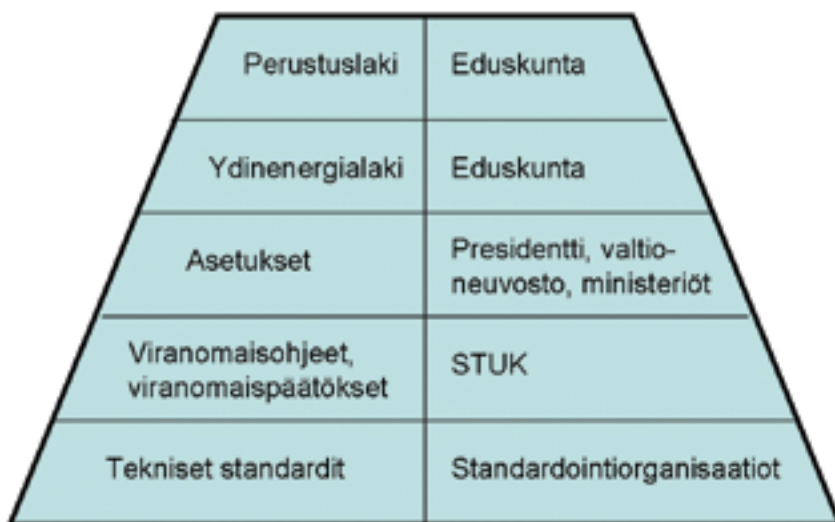 Perustuslaki
Eduskunta
Ydinenergialaki
Eduskunta
Asetukset
Presidentti, valtio-
neuvosto, ministeriöt
Viranomaisohjeet,
viranomaispäätökset
STUK
Tekniset standardit
Standardointiorganisaatiot